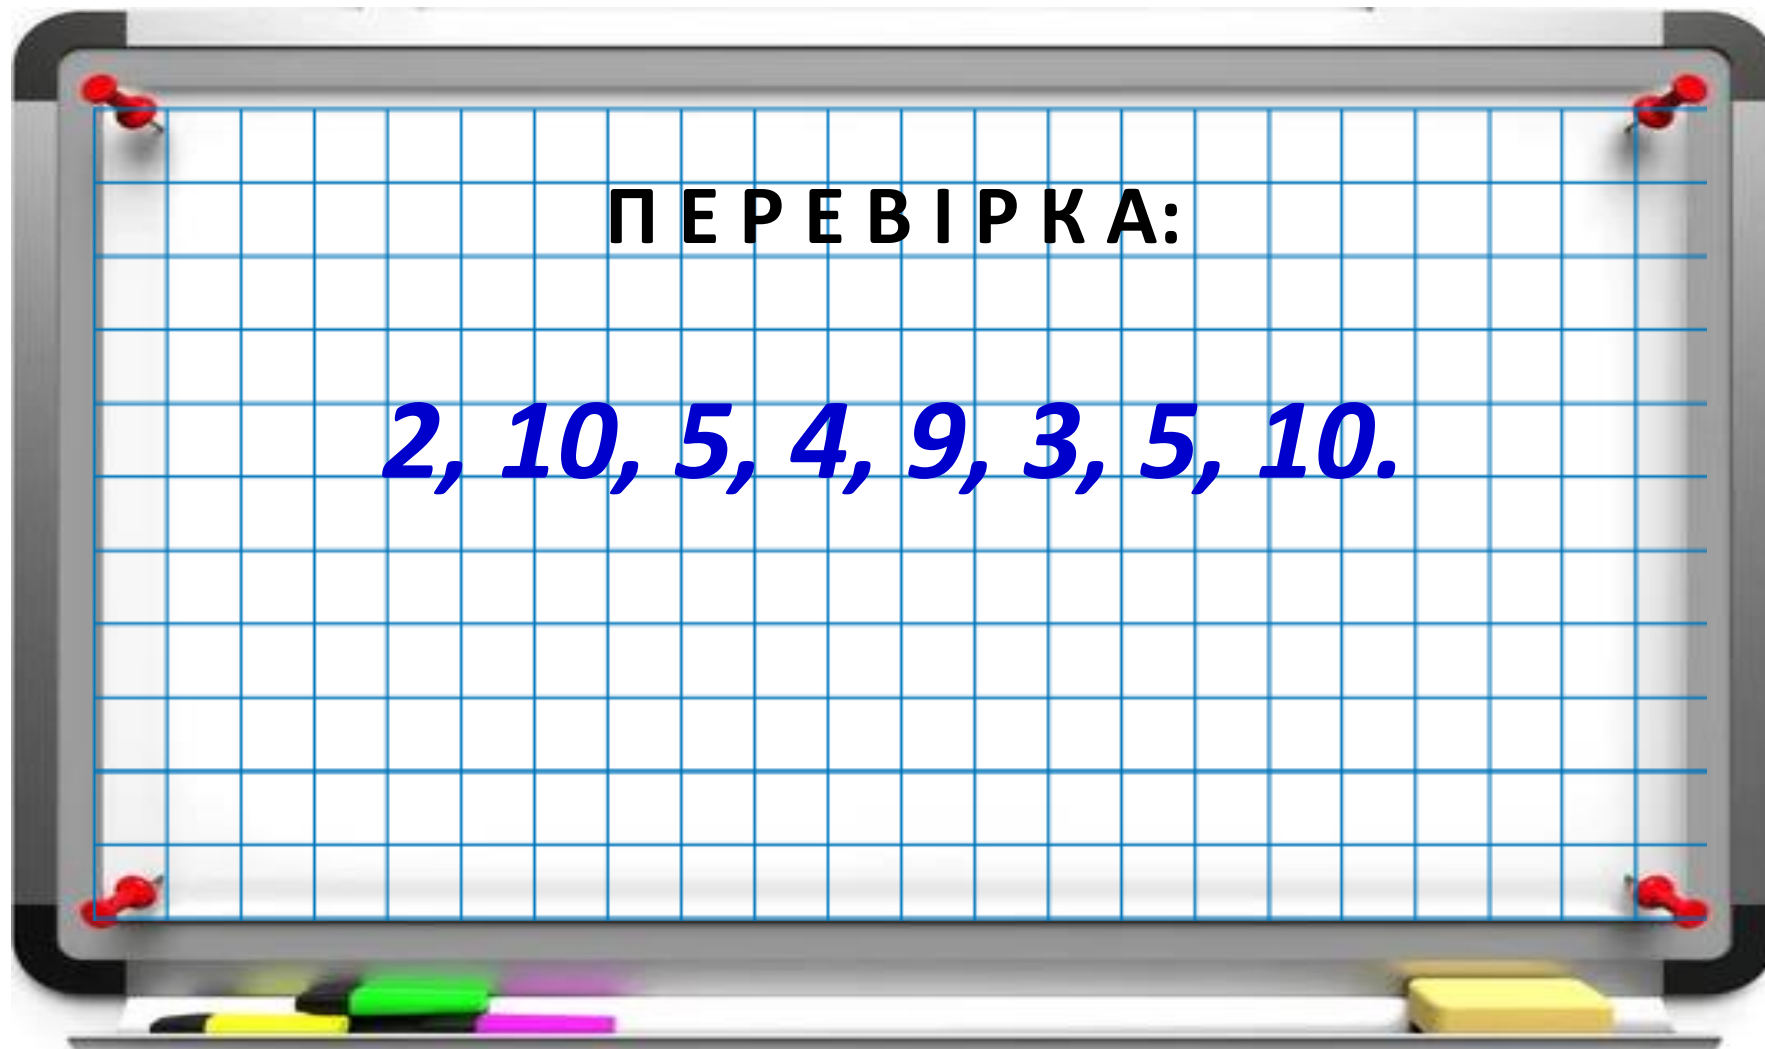 П Е Р Е В І Р К А:
2, 10, 5, 4, 9, 3, 5, 10.